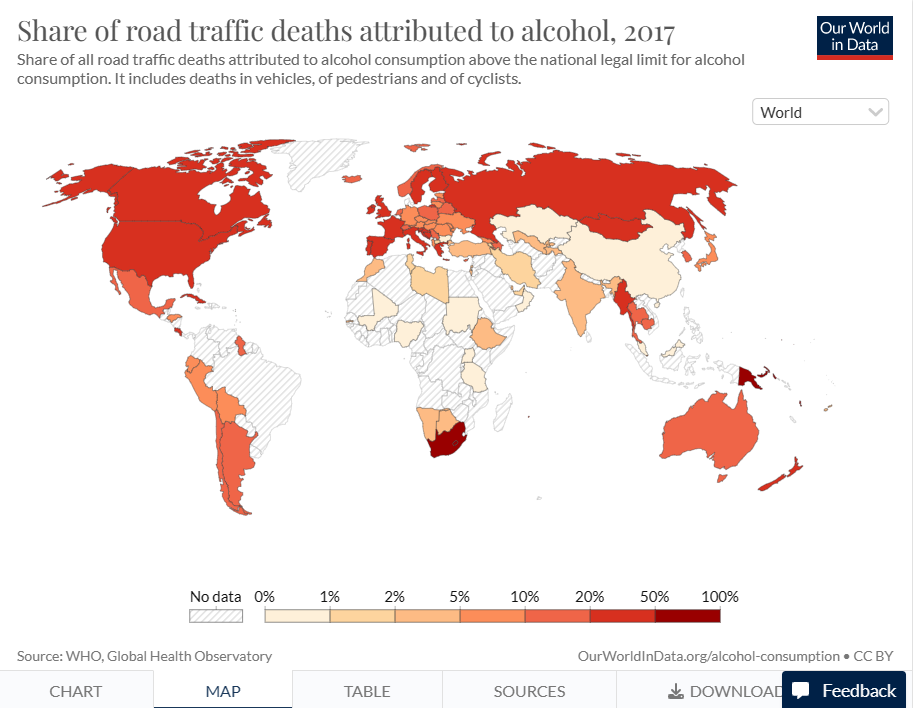 Share of road traffic deaths attributed to alcohol, 2017
Our World
in Data
Share of all road traffic deaths attributed to alcohol consumption above the national legal limit for alcohol
consumption. It includes deaths in vehicles, of pedestrians and of cyclists.
World
No data 0% 1% 2% 5% 10% 20% 50% 100%
Source: WHO, Global Health Observatory
OurWorldInData.org/alcohol-consumption • CC BY
CHART MAP TABLE SOURCES DOWNLOAD
Feedback